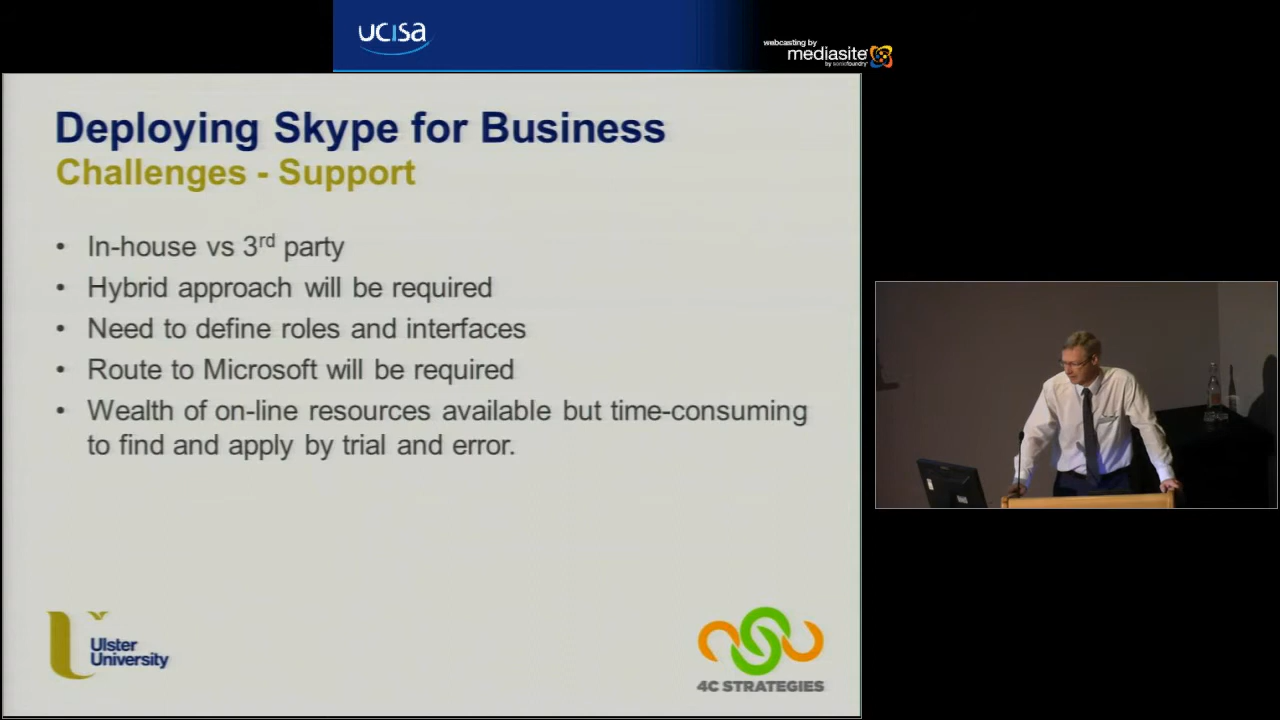 ucisa
webcasting by
mediasite
by sonicfoundry
Deploying Skype for Business
Challenges - Support
• In-house vs 3rd party
• Hybrid approach will be required
• Need to define roles and interfaces
• Route to Microsoft will be required
• Wealth of on-line resources available but time-consuming
to find and apply by trial and error.
Ulster
University
4C STRATEGIES